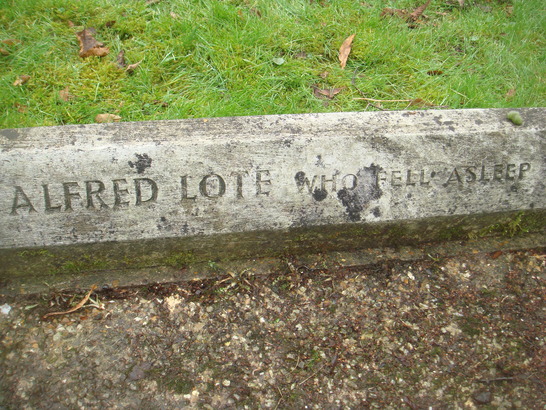 ALFRED LOTE WHO FELL ASLEEP